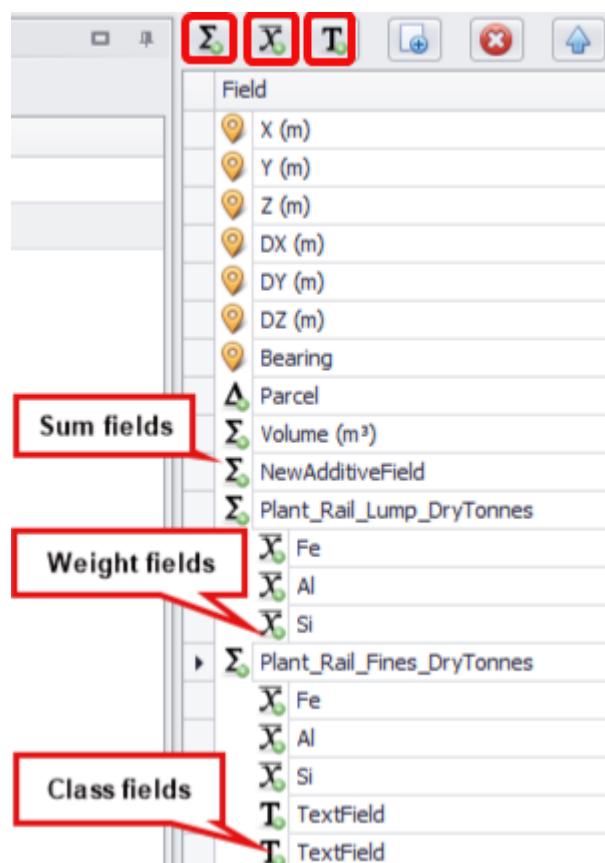 Σ X T
Field
X (m)
Y (m)
Z (m)
DX (m)
DY (m)
DZ (m)
Bearing
Δ Parcel
Sum fields
Σ Volume (m³)
Σ NewAdditiveField
Σ Plant_Rail_Lump_DryTonnes
Weight fields
X Fe
X Al
X Si
Σ Plant_Rail_Fines_DryTonnes
X Fe
X Al
X Si
Class fields
T TextField
T TextField